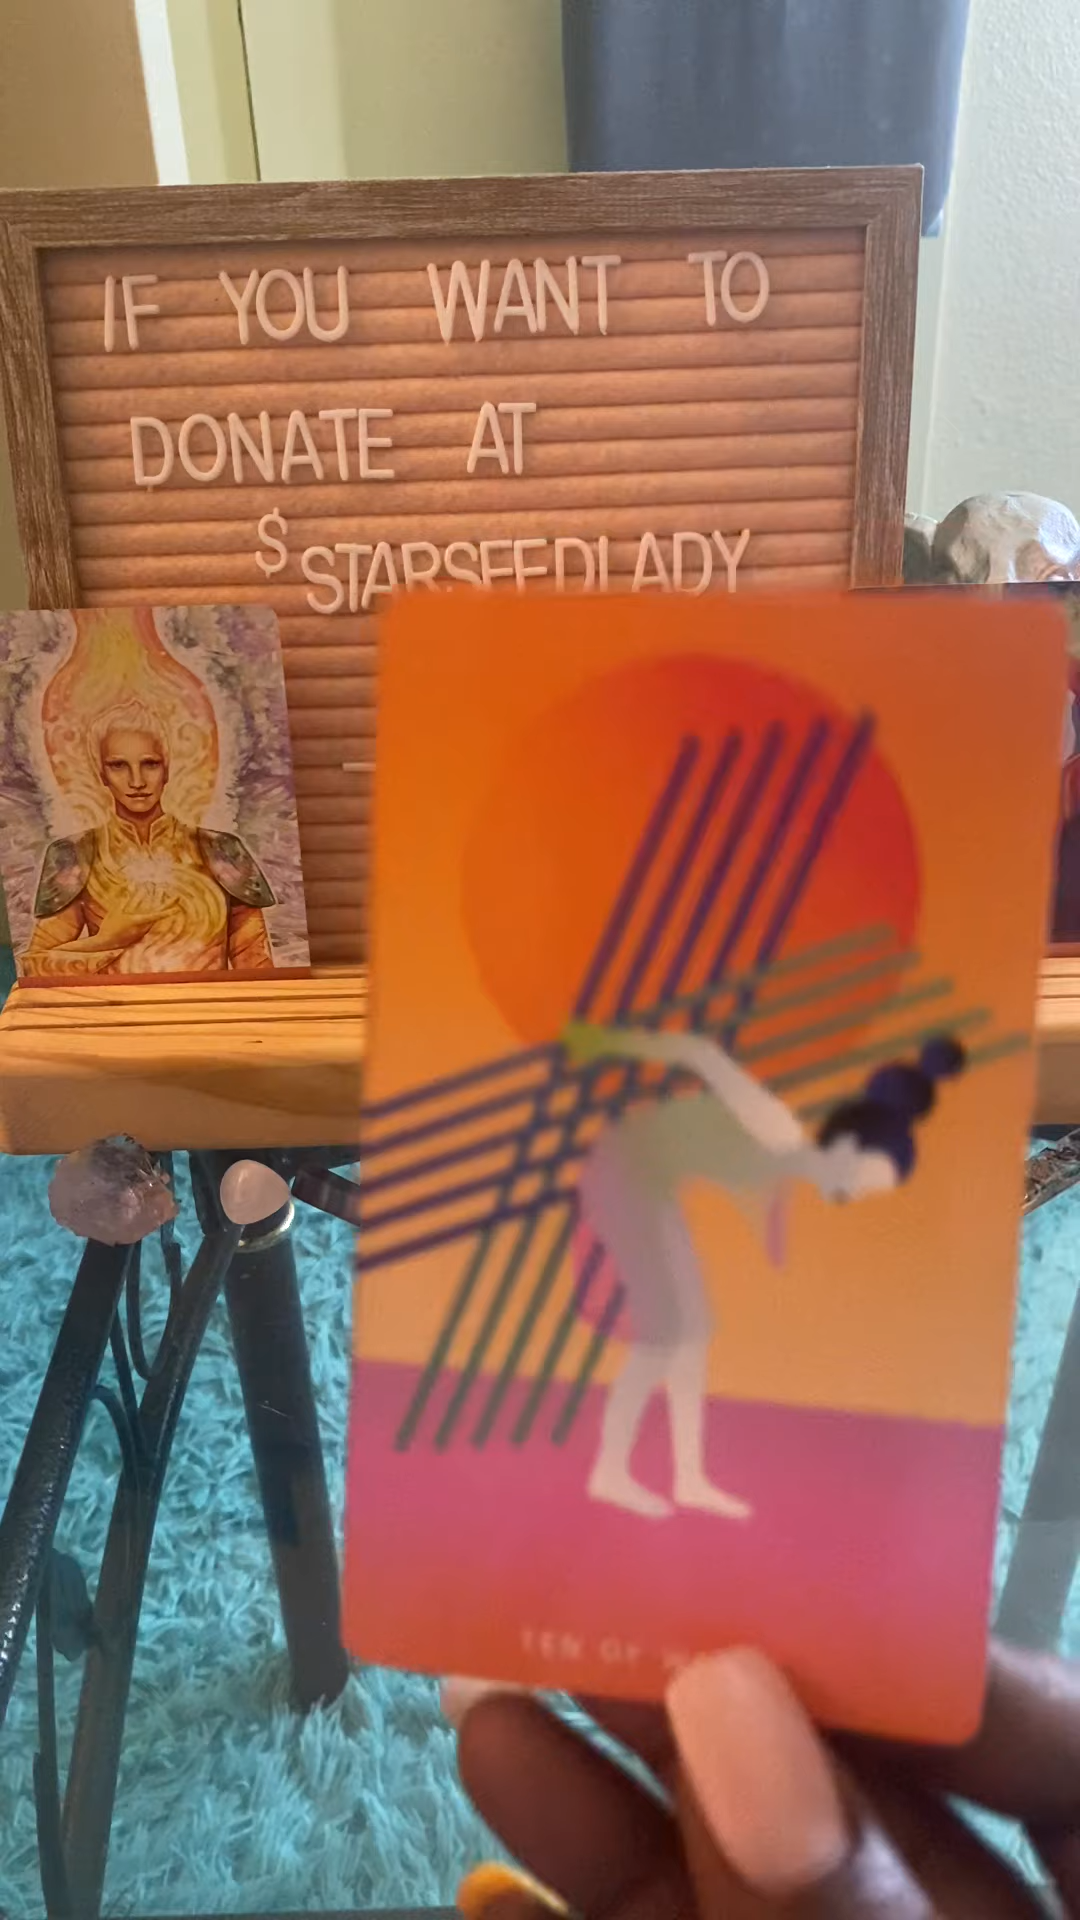 IF YOU WANT TO
DONATE AT
$STARSEEDLADY
TEN OF